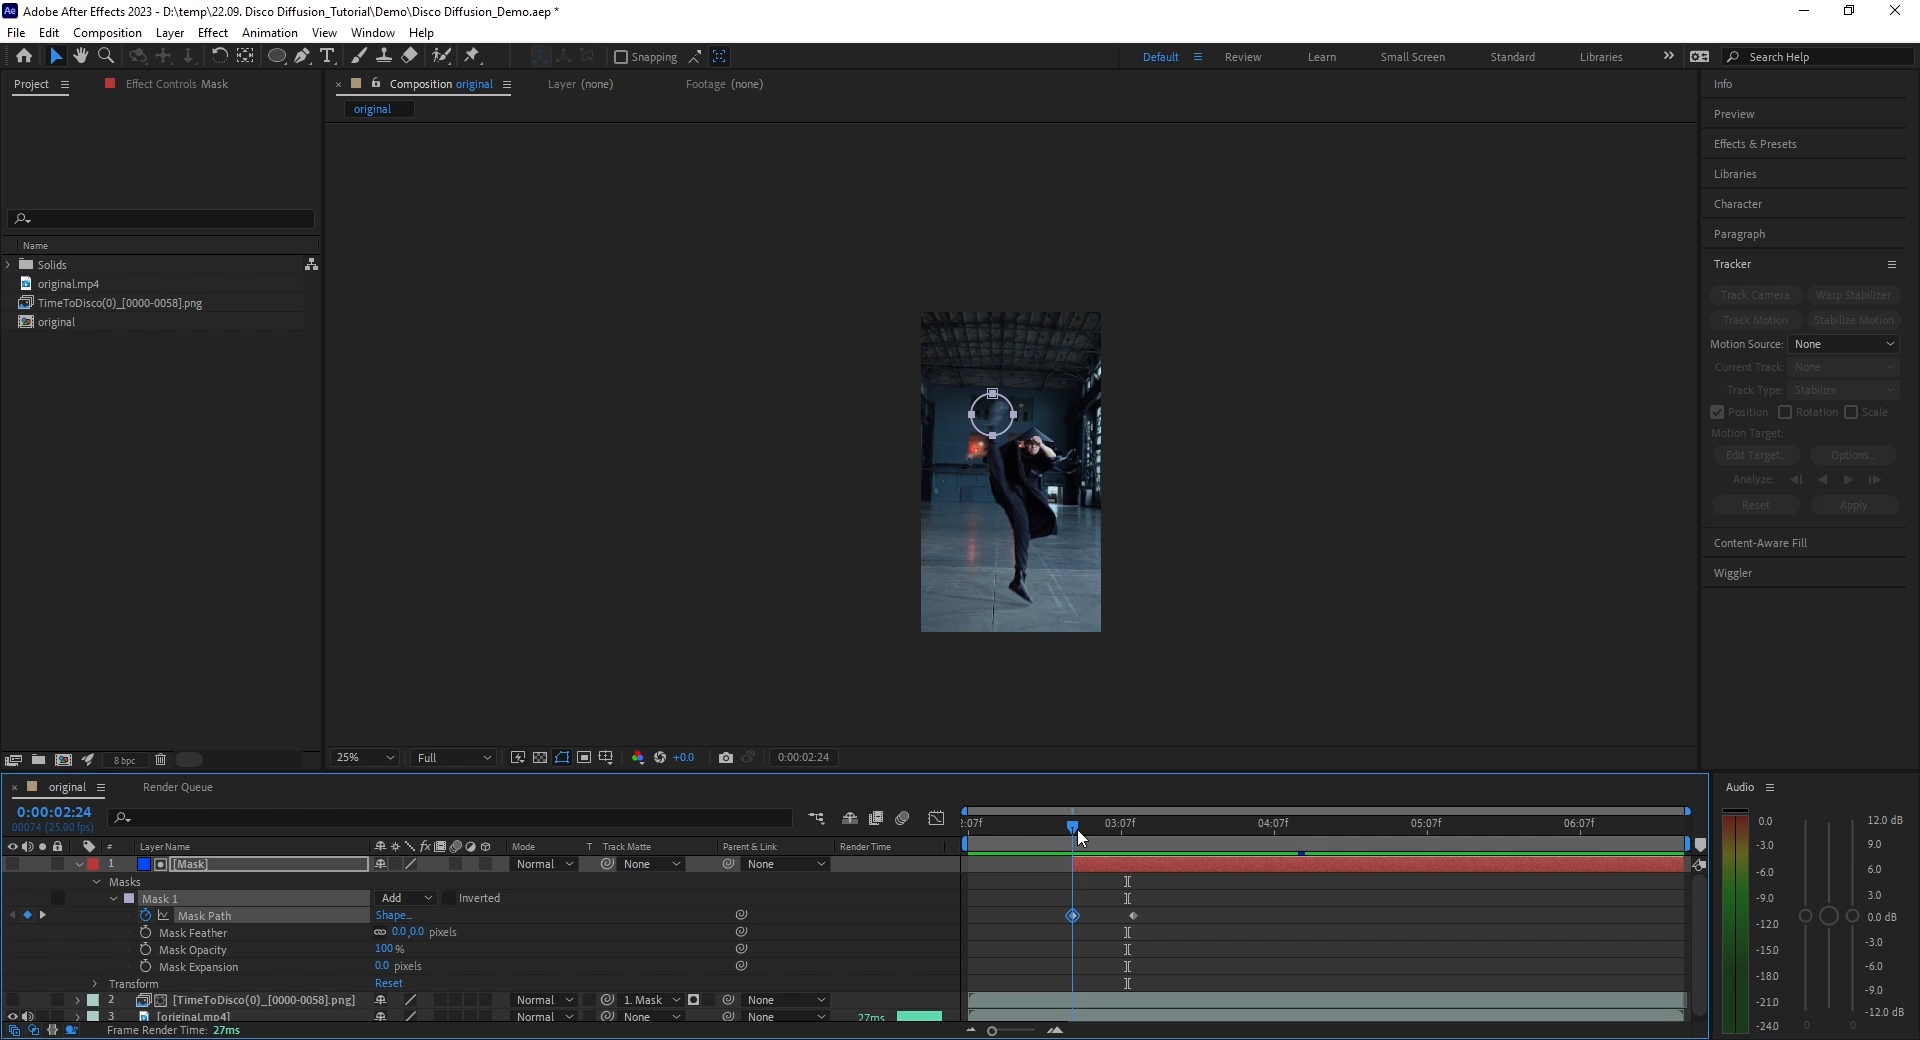 Ae Adobe After Effects 2023 - D:\temp\22.09. Disco Diffusion_Tutorial\Demo\Disco Diffusion_Demo.aep *
File Edit Composition Layer Effect Animation View Window Help
Snapping Default Review Learn Small Screen Standard Libraries Search Help
Project Effect Controls Mask Composition original Layer (none) Footage (none) Info
original
Preview
Effects & Presets
Libraries
Character
Name
Paragraph
Solids Tracker
original.mp4
Track Camera Warp Stabilizer
TimeToDisco(0)_[0000-0058].png
original Track Motion Stabilize Motion
Motion Source: None
Current Track: None
Track Type: Stabilize
Position Rotation Scale
Motion Target:
Edit Target... Options...
Analyze:
Reset Apply
Content-Aware Fill
Wiggler
8 bpc 25% Full +0.0 0:00:02:24
original Render Queue Audio
0:00:02:24
00074 (25.00 fps) :07f 03:07f 04:07f 05:07f 06:07f
# Layer Name Mode T Track Matte Parent & Link Render Time
1 [Mask] Normal None None
Masks
Mask 1 Add Inverted
Mask Path Shape...
Mask Feather 0.0,0.0 pixels
Mask Opacity 100 %
Mask Expansion 0.0 pixels
Transform Reset
2 [TimeToDisco(0)_[0000-0058].png] Normal 1. Mask None
3 [original.mp4] Normal None None 27ms
Frame Render Time: 27ms
0.0 12.0 dB
-3.0 9.0
-6.0 6.0
-9.0 3.0
-12.0 0.0 dB
-15.0 -3.0
-18.0 -6.0
-21.0 -9.0
-24.0 0 0 -12.0 dB